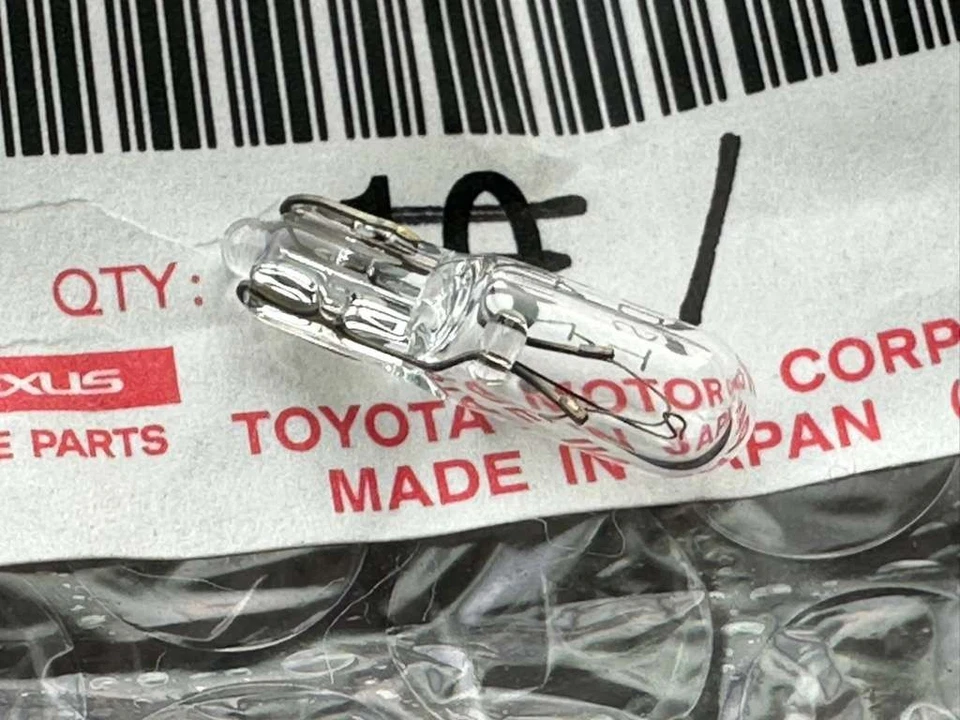 QTY: 10 /
XUS
TOYOTA MOTOR CORP
E PARTS
MADE IN JAPAN (